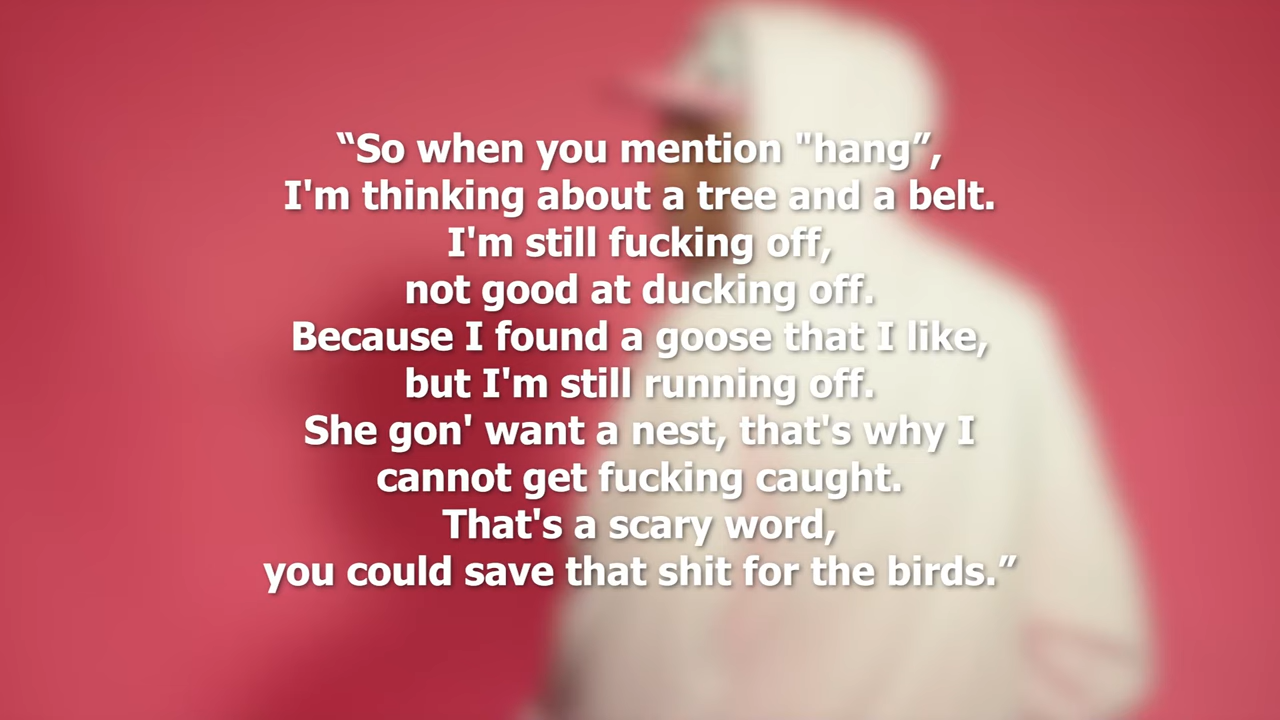 “So when you mention "hang”,
I'm thinking about a tree and a belt.
I'm still fucking off,
not good at ducking off.
Because I found a goose that I like,
but I'm still running off.
She gon' want a nest, that's why I
cannot get fucking caught.
That's a scary word,
you could save that shit for the birds.”